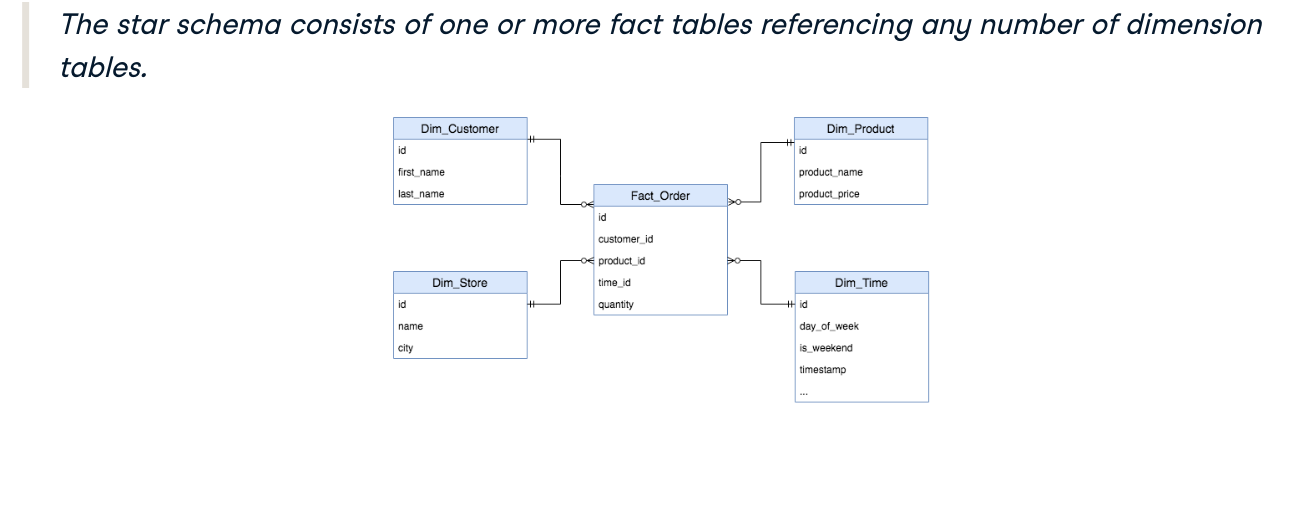 The star schema consists of one or more fact tables referencing any number of dimension
tables.
Dim_Customer
id
first_name
last_name
Dim_Product
id
product_name
product_price
Fact_Order
id
customer_id
product_id
time_id
quantity
Dim_Store
id
name
city
Dim_Time
id
day_of_week
is_weekend
timestamp
...